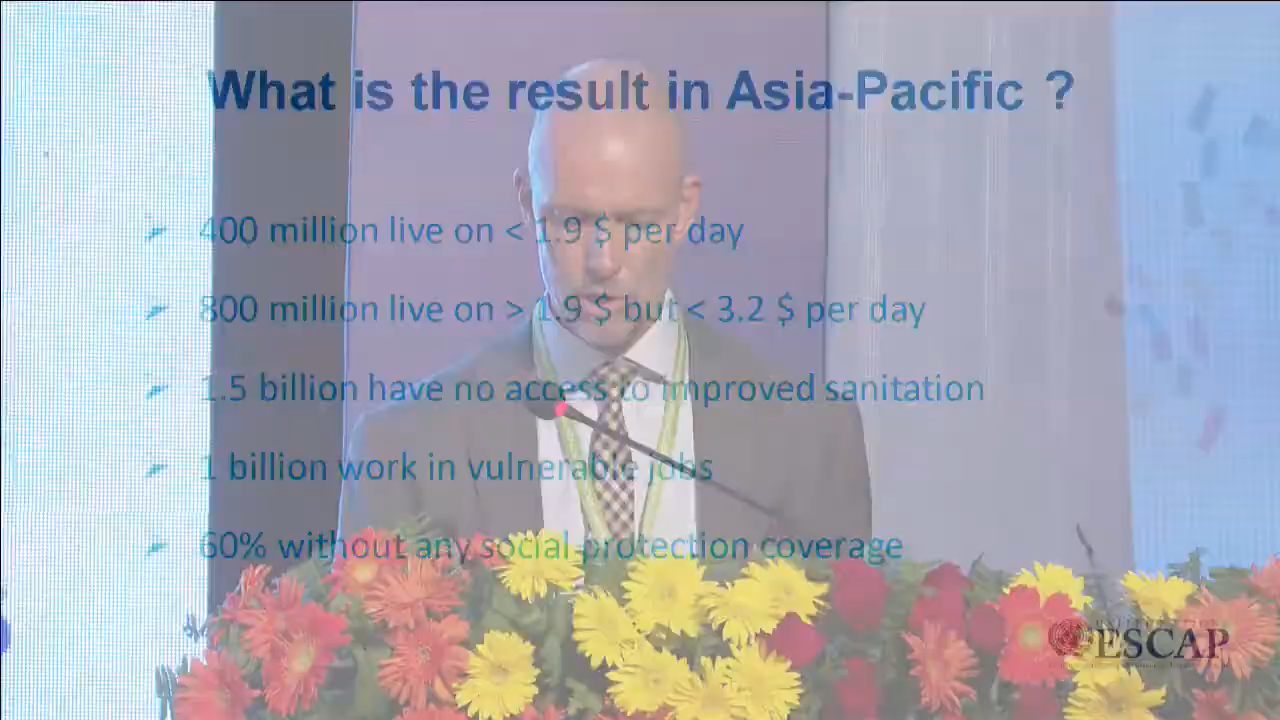 What is the result in Asia-Pacific ?
400 million live on < 1.9 $ per day
800 million live on > 1.9 $ but < 3.2 $ per day
1.5 billion have no access to improved sanitation
1 billion work in vulnerable jobs
60% without any social protection coverage
ESCAP